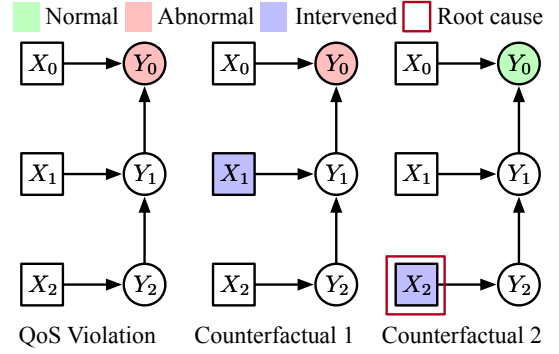 Normal Abnormal Intervened Root cause
X₀ Y₀ X₀ Y₀ X₀ Y₀
X₁ Y₁ X₁ Y₁ X₁ Y₁
X₂ Y₂ X₂ Y₂ X₂ Y₂
QoS Violation Counterfactual 1 Counterfactual 2